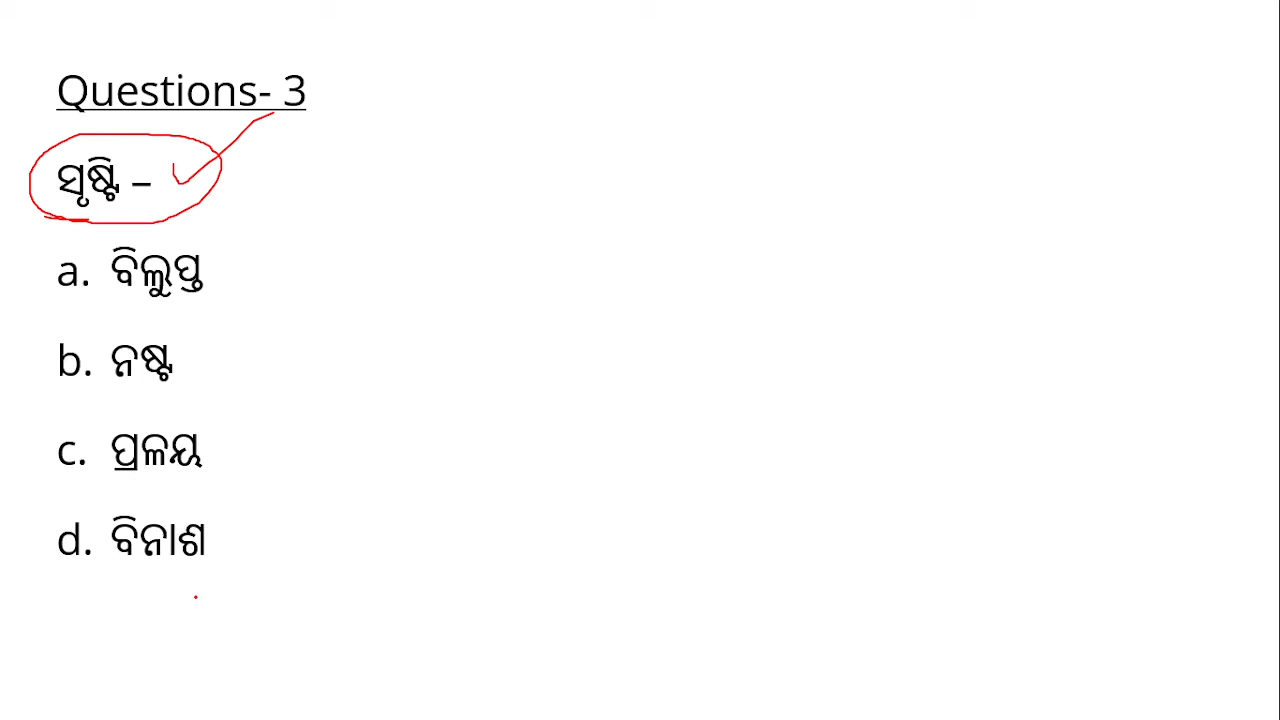 Questions- 3
ସୃଷ୍ଟି –
a. ବିଲୁପ୍ତ
b. ନଷ୍ଟ
c. ପ୍ରଳୟ
d. ବିନାଶ